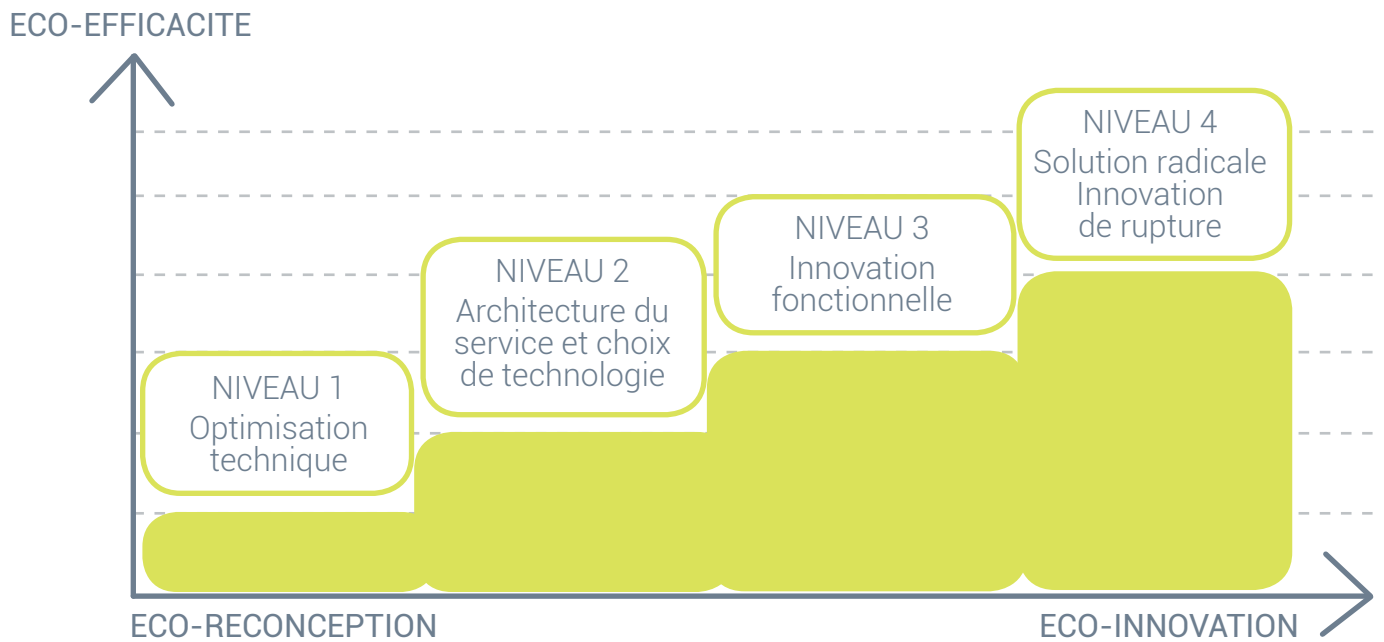 ECO-EFFICACITE
NIVEAU 1
Optimisation
technique
NIVEAU 2
Architecture du
service et choix
de technologie
NIVEAU 3
Innovation
fonctionnelle
NIVEAU 4
Solution radicale
Innovation
de rupture
ECO-RECONCEPTION
ECO-INNOVATION